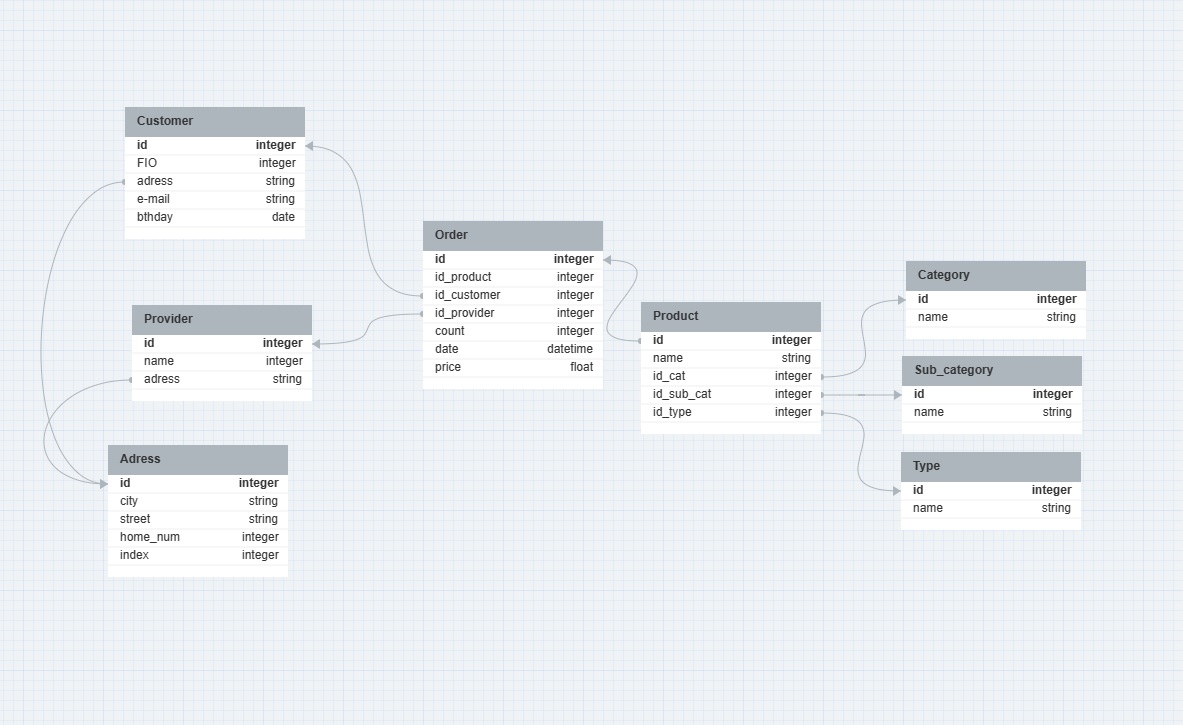 Customer
id integer
FIO integer
adress string
e-mail string
bthday date
Provider
id integer
name integer
adress string
Adress
id integer
city string
street string
home_num integer
index integer
Order
id integer
id_product integer
id_customer integer
id_provider integer
count integer
date datetime
price float
Product
id integer
name string
id_cat integer
id_sub_cat integer
id_type integer
Category
id integer
name string
Sub_category
id integer
name string
Type
id integer
name string